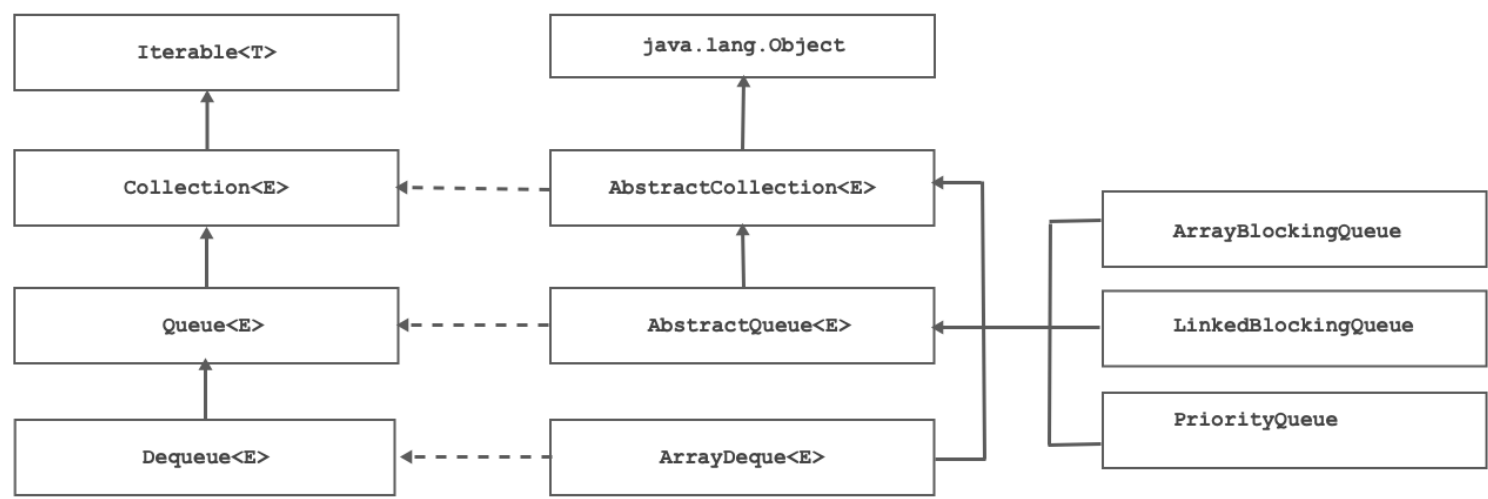 Iterable<T>
java.lang.Object
Collection<E>
AbstractCollection<E>
ArrayBlockingQueue
Queue<E>
AbstractQueue<E>
LinkedBlockingQueue
PriorityQueue
Dequeue<E>
ArrayDeque<E>